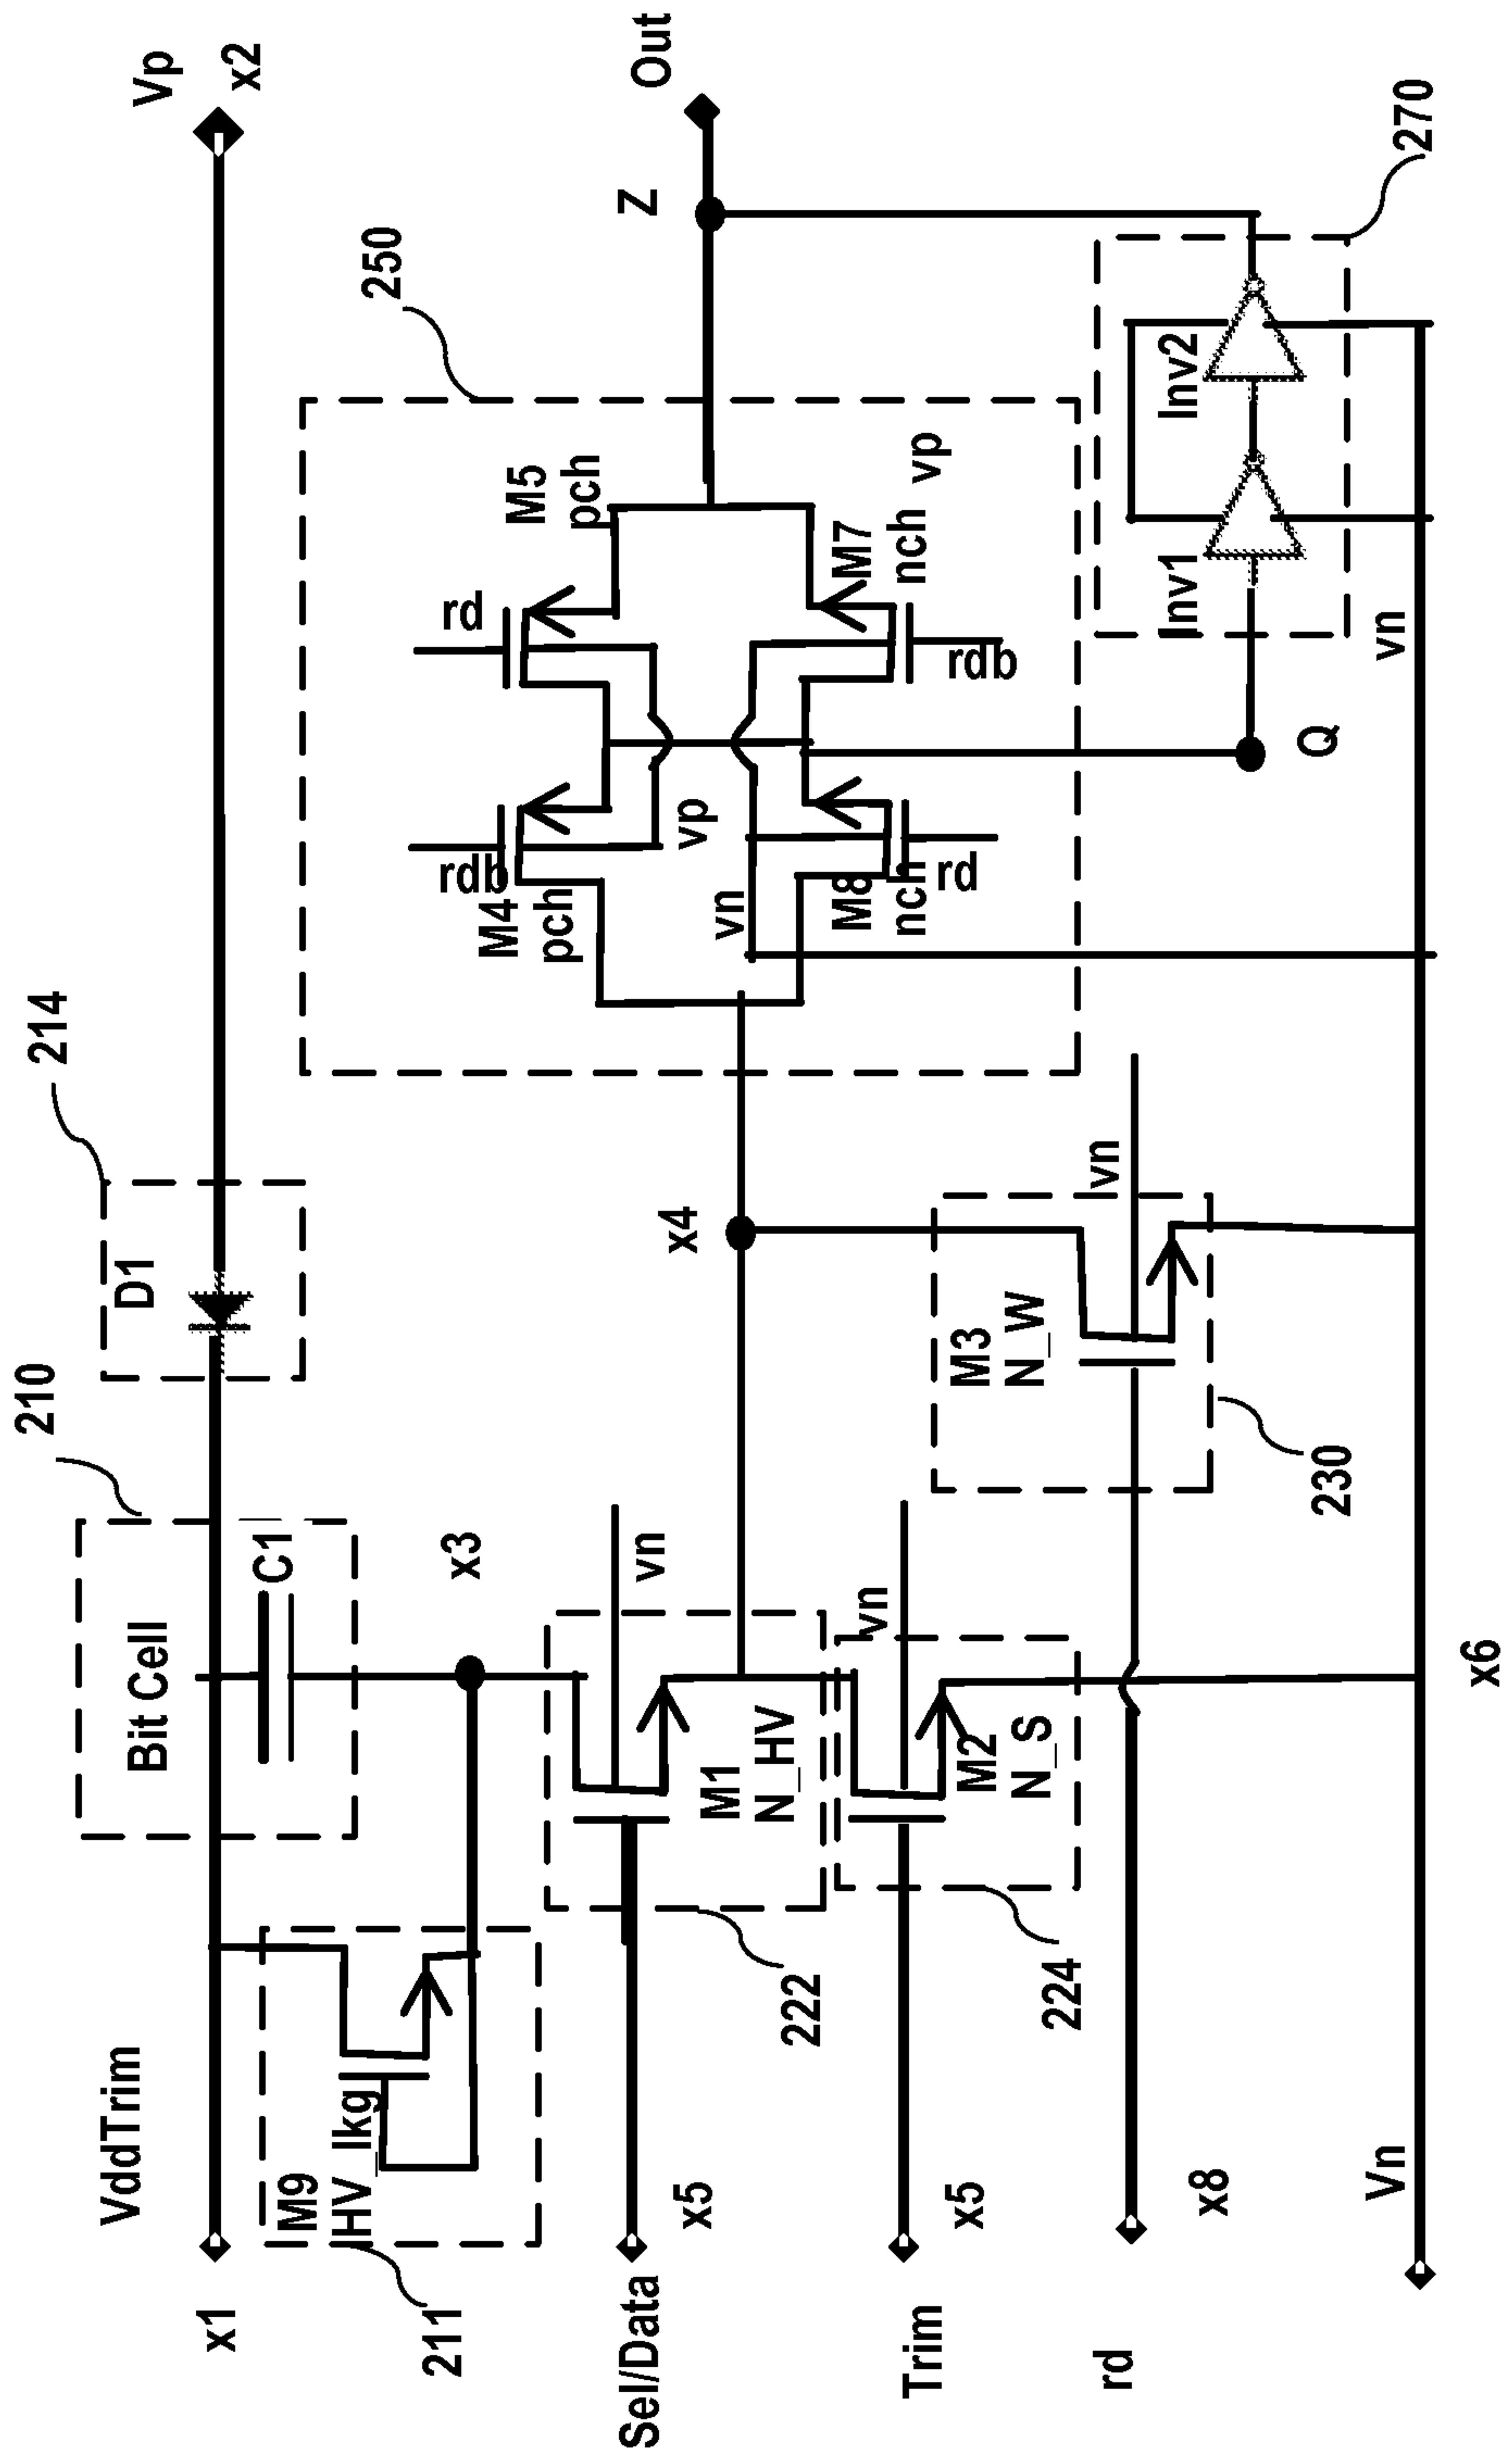 VddTrim
x1
Bit Cell
C1
210
D1
214
Vp
x2
M9
HV_lkg
211
x3
Sel/Data
x5
M1
N_HV
vn
222
x4
Trim
x5
M2
N_S
vn
224
rd
x8
M3
N_W
vn
230
250
rdb
M4
pch
vp
rd
M5
pch
vn
M8
nch
rd
M7
nch
vp
rdb
Z
Out
Q
Inv1
Inv2
270
vn
Vn
x6